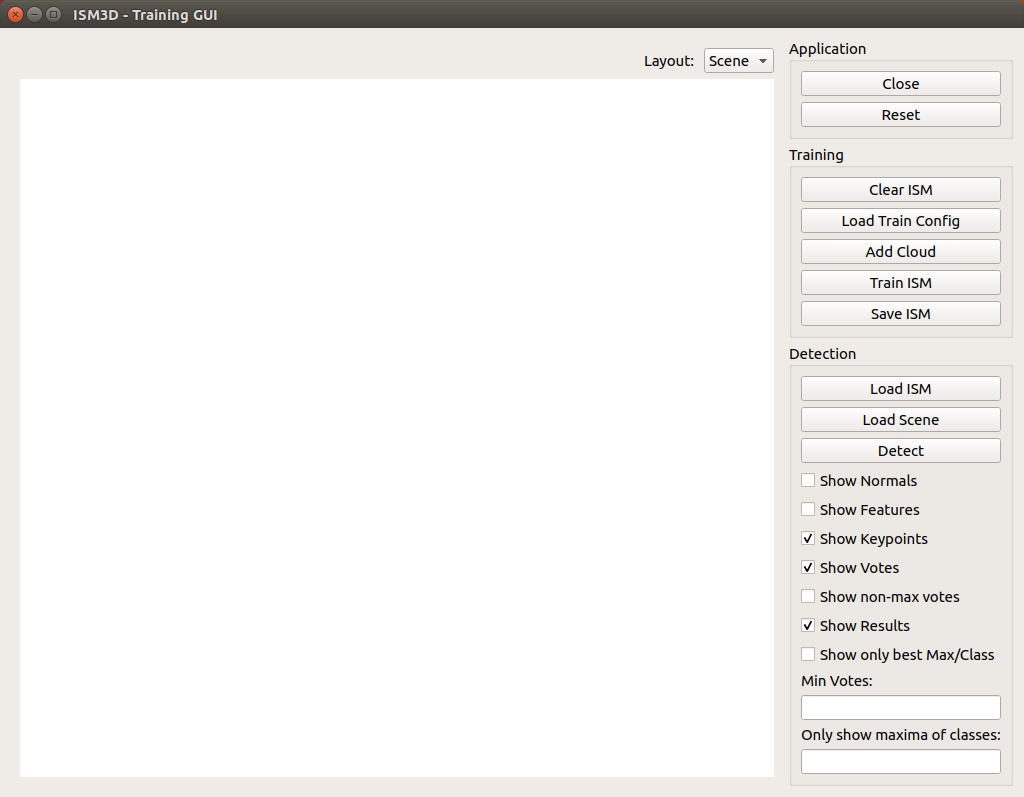 ISM3D - Training GUI
Layout: Scene
Application
Close
Reset
Training
Clear ISM
Load Train Config
Add Cloud
Train ISM
Save ISM
Detection
Load ISM
Load Scene
Detect
Show Normals
Show Features
Show Keypoints
Show Votes
Show non-max votes
Show Results
Show only best Max/Class
Min Votes:
Only show maxima of classes: